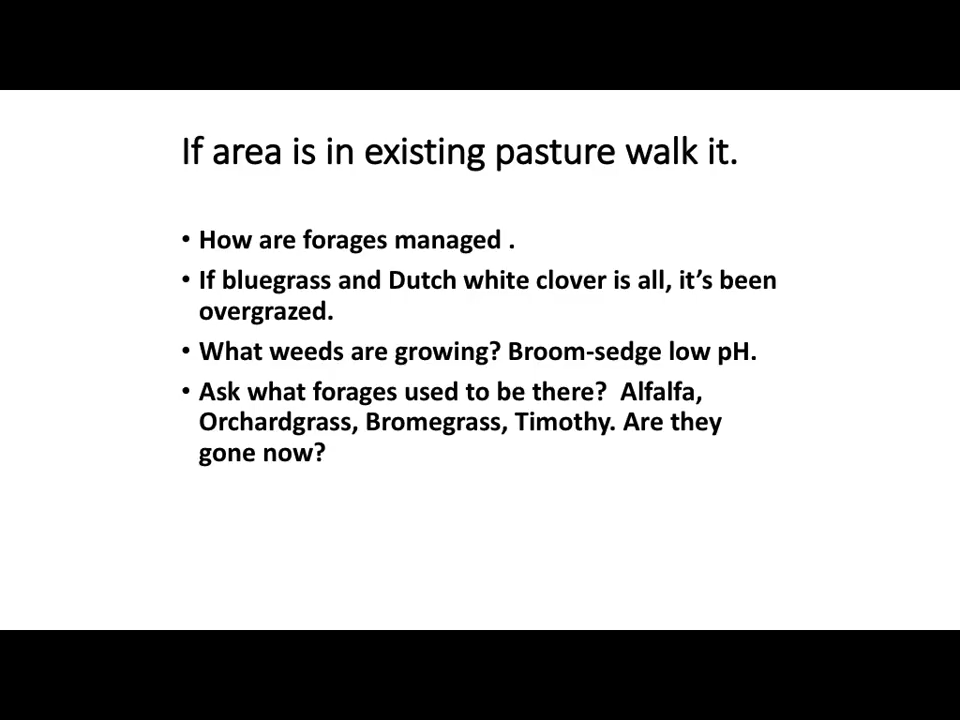 If area is in existing pasture walk it.
• How are forages managed .
• If bluegrass and Dutch white clover is all, it’s been
overgrazed.
• What weeds are growing? Broom-sedge low pH.
• Ask what forages used to be there?  Alfalfa,
Orchardgrass, Bromegrass, Timothy. Are they
gone now?